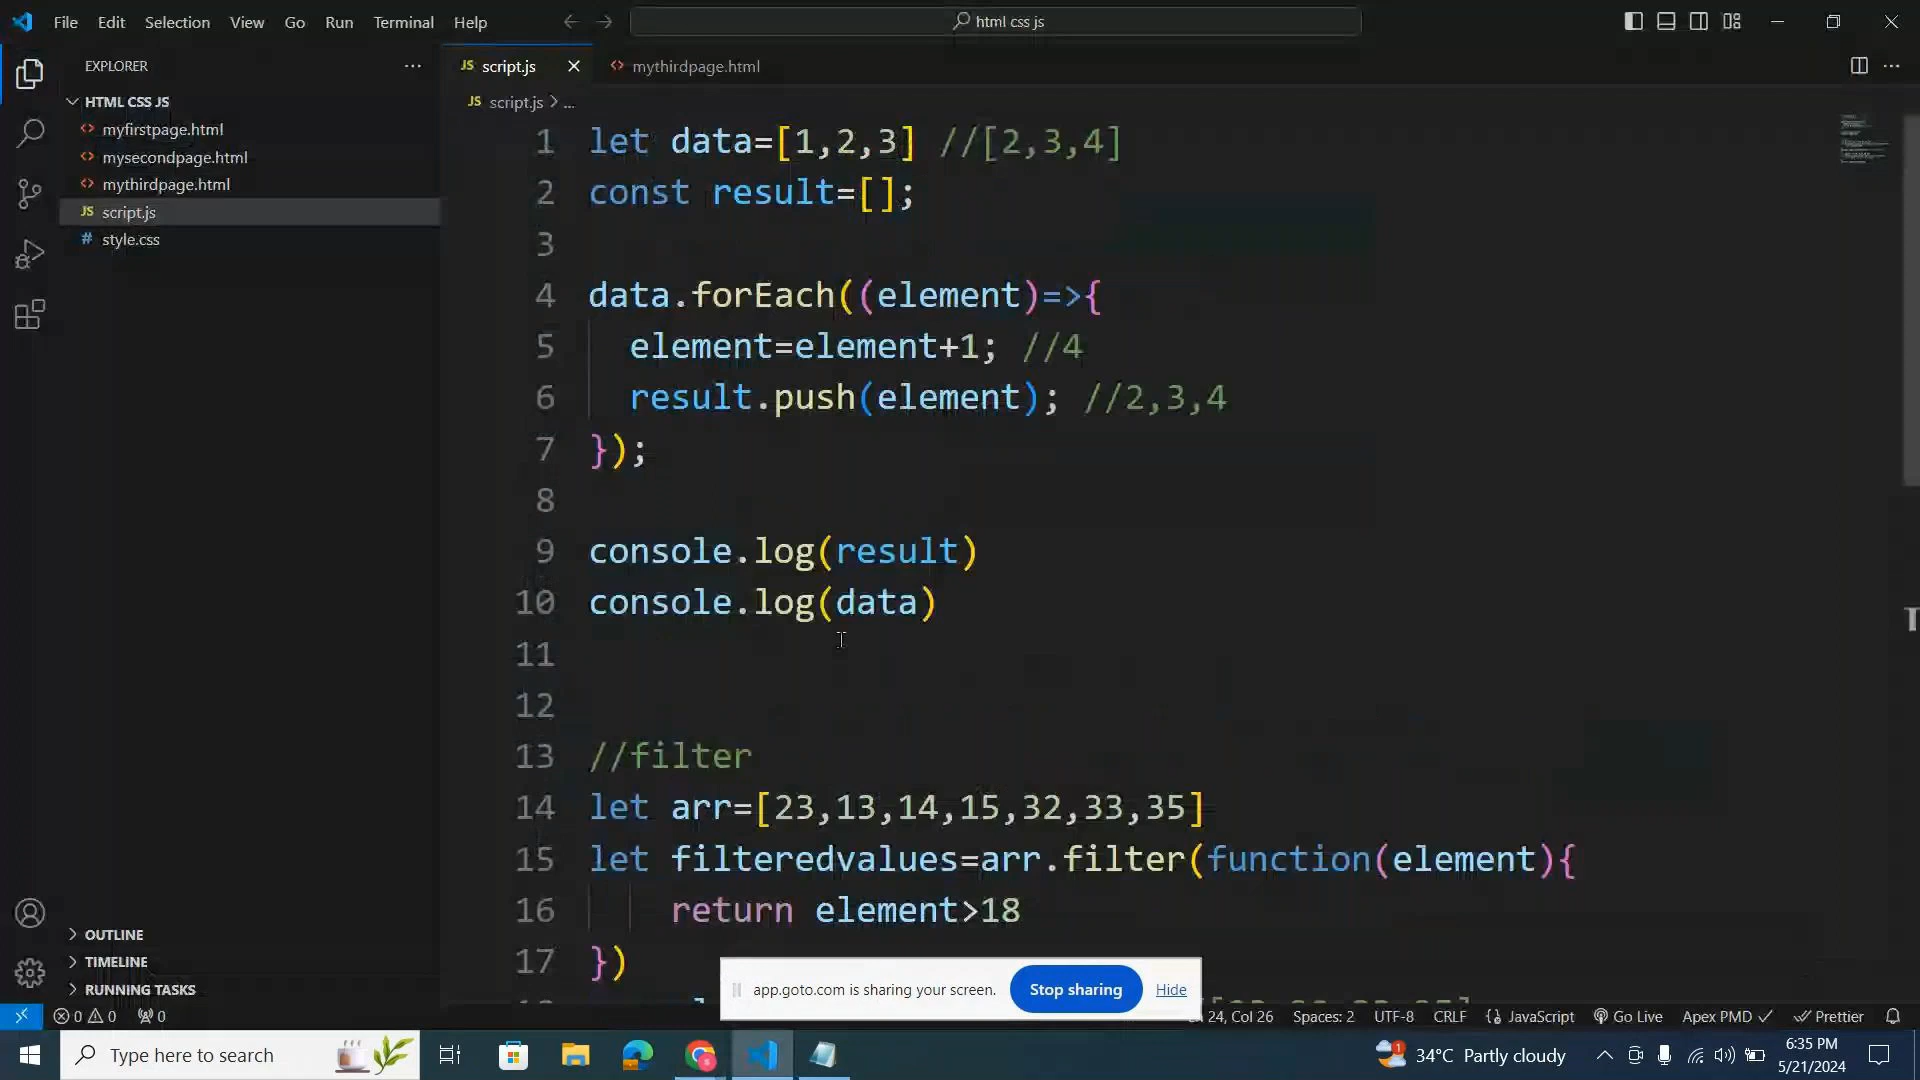 File Edit Selection View Go Run Terminal Help
html css js
EXPLORER
JS script.js
<> mythirdpage.html
HTML CSS JS
JS script.js > ...
<> myfirstpage.html
<> mysecondpage.html
<> mythirdpage.html
JS script.js
# style.css
1 let data=[1,2,3] //[2,3,4]
2 const result=[];
3
4 data.forEach((element)=>{
5 element=element+1; //4
6 result.push(element); //2,3,4
7 });
8
9 console.log(result)
10 console.log(data)
11
12
13 //filter
14 let arr=[23,13,14,15,32,33,35]
15 let filteredvalues=arr.filter(function(element){
16 return element>18
17 })
OUTLINE
TIMELINE
RUNNING TASKS
app.goto.com is sharing your screen. Stop sharing Hide
0 0 0
24, Col 26 Spaces: 2 UTF-8 CRLF {} JavaScript Go Live Apex PMD Prettier
Type here to search
34°C Partly cloudy
6:35 PM
5/21/2024